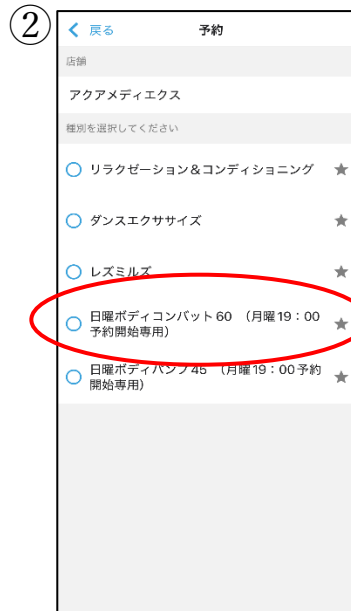 ②
戻る 予約
店舗
アクアメディエクス
種別を選択してください
リラクゼーション＆コンディショニング
ダンスエクササイズ
レズミルズ
日曜ボディコンバット60 （月曜19：00
予約開始専用）
日曜ボディパンプ45 （月曜19：00予約
開始専用）